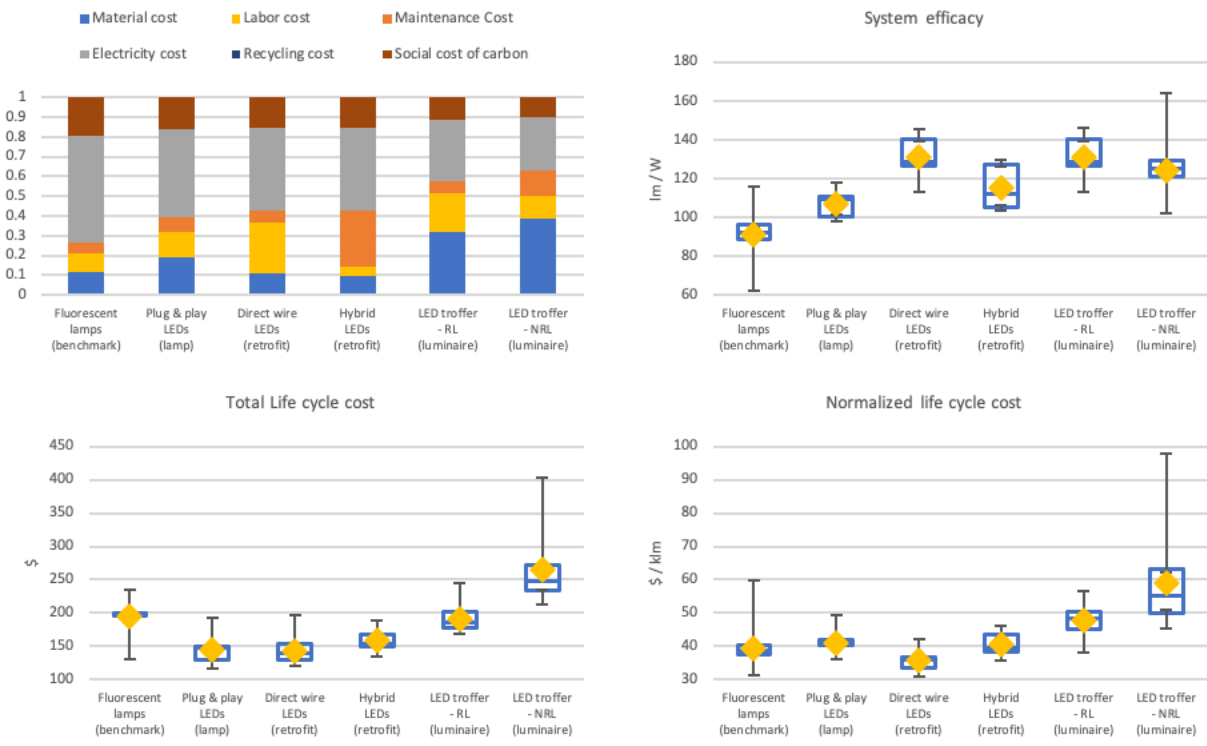 Material cost
Labor cost
Maintenance Cost
Electricity cost
Recycling cost
Social cost of carbon
1
0.9
0.8
0.7
0.6
0.5
0.4
0.3
0.2
0.1
0
Fluorescent
lamps
(benchmark)
Plug & play
LEDs
(lamp)
Direct wire
LEDs
(retrofit)
Hybrid
LEDs
(retrofit)
LED troffer
- RL
(luminaire)
LED troffer
- NRL
(luminaire)
System efficacy
lm / W
180
160
140
120
100
80
60
Fluorescent
lamps
(benchmark)
Plug & play
LEDs
(lamp)
Direct wire
LEDs
(retrofit)
Hybrid
LEDs
(retrofit)
LED troffer
- RL
(luminaire)
LED troffer
- NRL
(luminaire)
Total Life cycle cost
$
450
400
350
300
250
200
150
100
Fluorescent
lamps
(benchmark)
Plug & play
LEDs
(lamp)
Direct wire
LEDs
(retrofit)
Hybrid
LEDs
(retrofit)
LED troffer
- RL
(luminaire)
LED troffer
- NRL
(luminaire)
Normalized life cycle cost
$ / klm
100
90
80
70
60
50
40
30
Fluorescent
lamps
(benchmark)
Plug & play
LEDs
(lamp)
Direct wire
LEDs
(retrofit)
Hybrid
LEDs
(retrofit)
LED troffer
- RL
(luminaire)
LED troffer
- NRL
(luminaire)